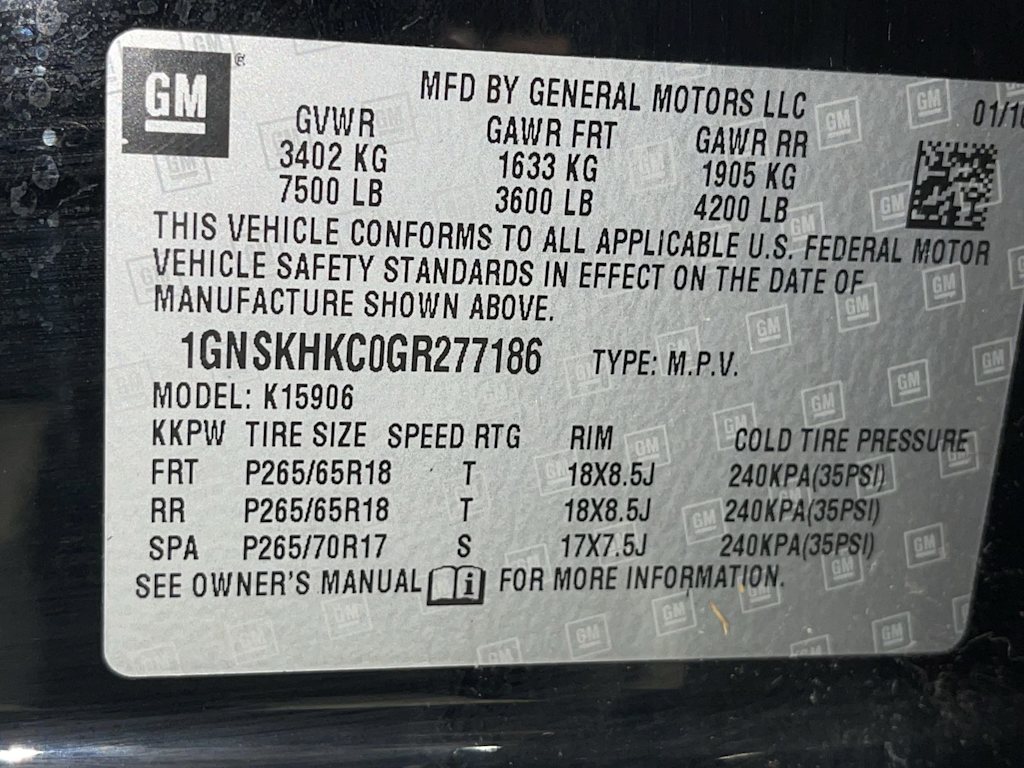 GM®
MFD BY GENERAL MOTORS LLC
GVWR GAWR FRT GAWR RR
3402 KG 1633 KG 1905 KG
7500 LB 3600 LB 4200 LB
THIS VEHICLE CONFORMS TO ALL APPLICABLE U.S. FEDERAL MOTOR
VEHICLE SAFETY STANDARDS IN EFFECT ON THE DATE OF
MANUFACTURE SHOWN ABOVE.
1GNSKHKC0GR277186 TYPE: M.P.V.
MODEL: K15906
KKPW TIRE SIZE SPEED RTG RIM COLD TIRE PRESSURE
FRT P265/65R18 T 18X8.5J 240KPA(35PSI)
RR P265/65R18 T 18X8.5J 240KPA(35PSI)
SPA P265/70R17 S 17X7.5J 240KPA(35PSI)
SEE OWNER'S MANUAL i FOR MORE INFORMATION.